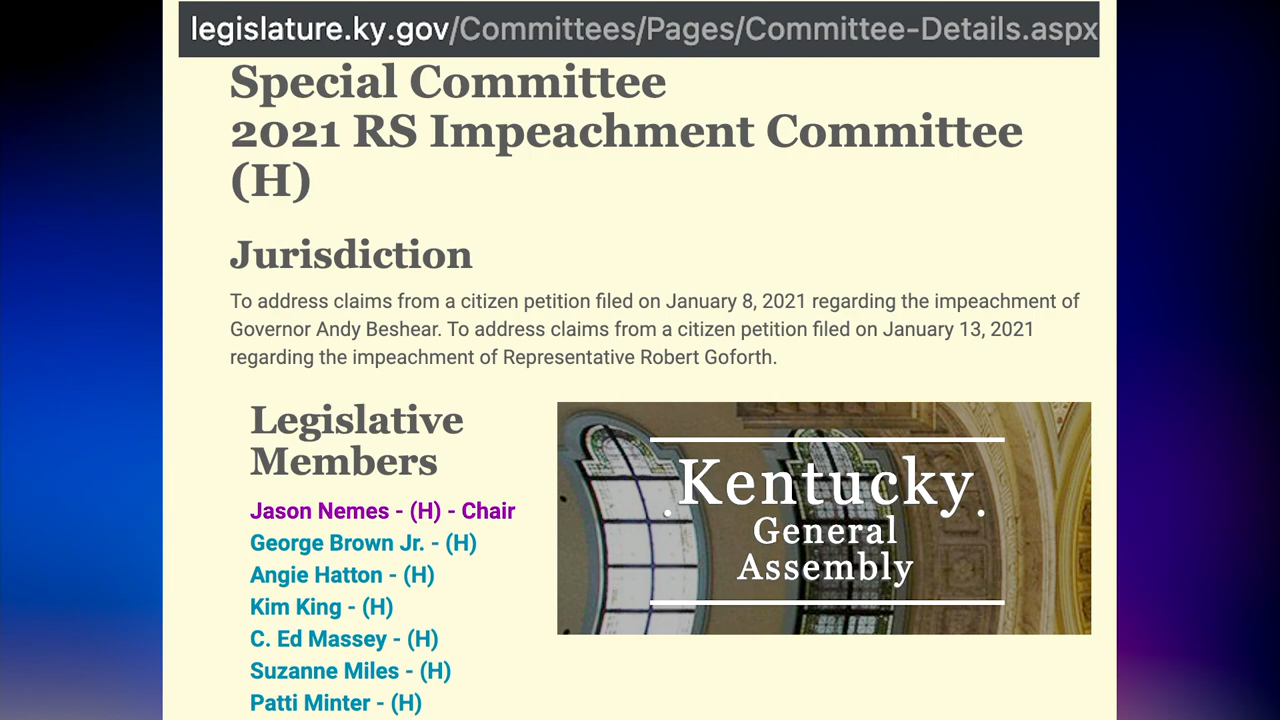 legislature.ky.gov/Committees/Pages/Committee-Details.aspx
Special Committee
2021 RS Impeachment Committee
(H)
Jurisdiction
To address claims from a citizen petition filed on January 8, 2021 regarding the impeachment of
Governor Andy Beshear. To address claims from a citizen petition filed on January 13, 2021
regarding the impeachment of Representative Robert Goforth.
Legislative
Members
Jason Nemes - (H) - Chair
George Brown Jr. - (H)
Angie Hatton - (H)
Kim King - (H)
C. Ed Massey - (H)
Suzanne Miles - (H)
Patti Minter - (H)
. Kentucky .
General
Assembly